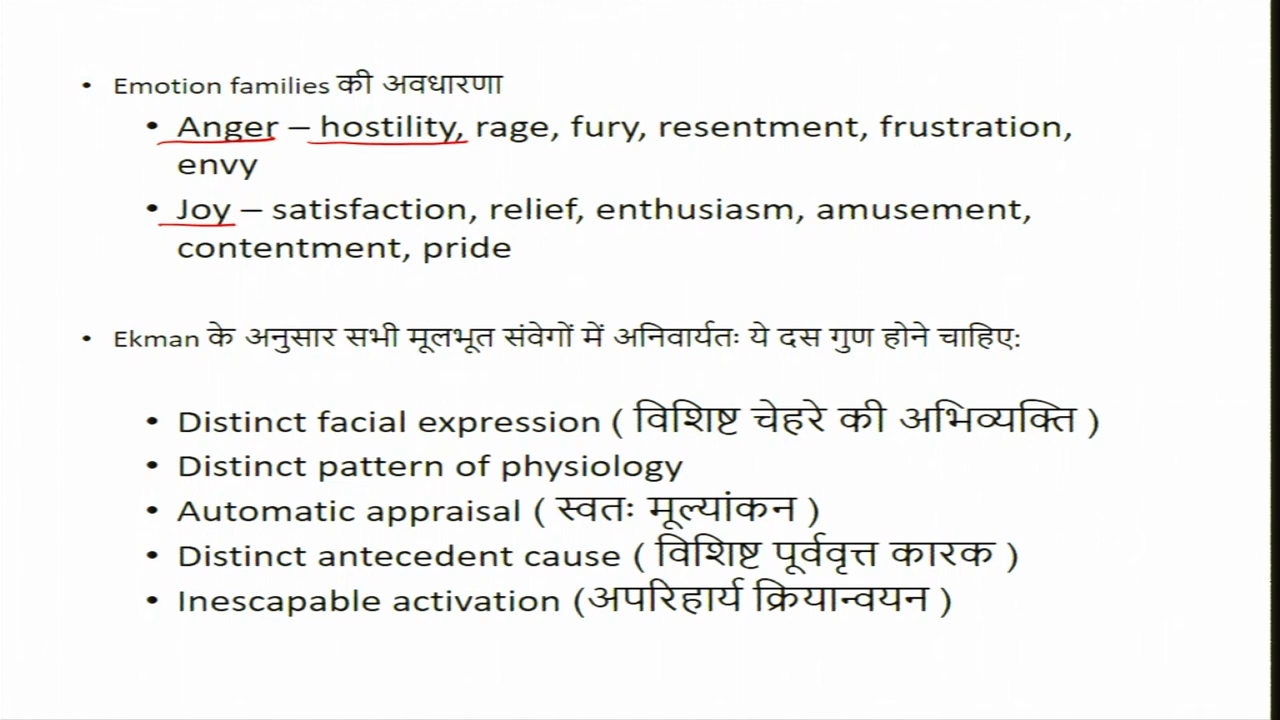 • Emotion families की अवधारणा
• Anger – hostility, rage, fury, resentment, frustration,
envy
• Joy – satisfaction, relief, enthusiasm, amusement,
contentment, pride
• Ekman के अनुसार सभी मूलभूत संवेगों में अनिवार्यतः ये दस गुण होने चाहिए:
• Distinct facial expression ( विशिष्ट चेहरे की अभिव्यक्ति )
• Distinct pattern of physiology
• Automatic appraisal ( स्वतः मूल्यांकन )
• Distinct antecedent cause ( विशिष्ट पूर्ववृत्त कारक )
• Inescapable activation (अपरिहार्य क्रियान्वयन )